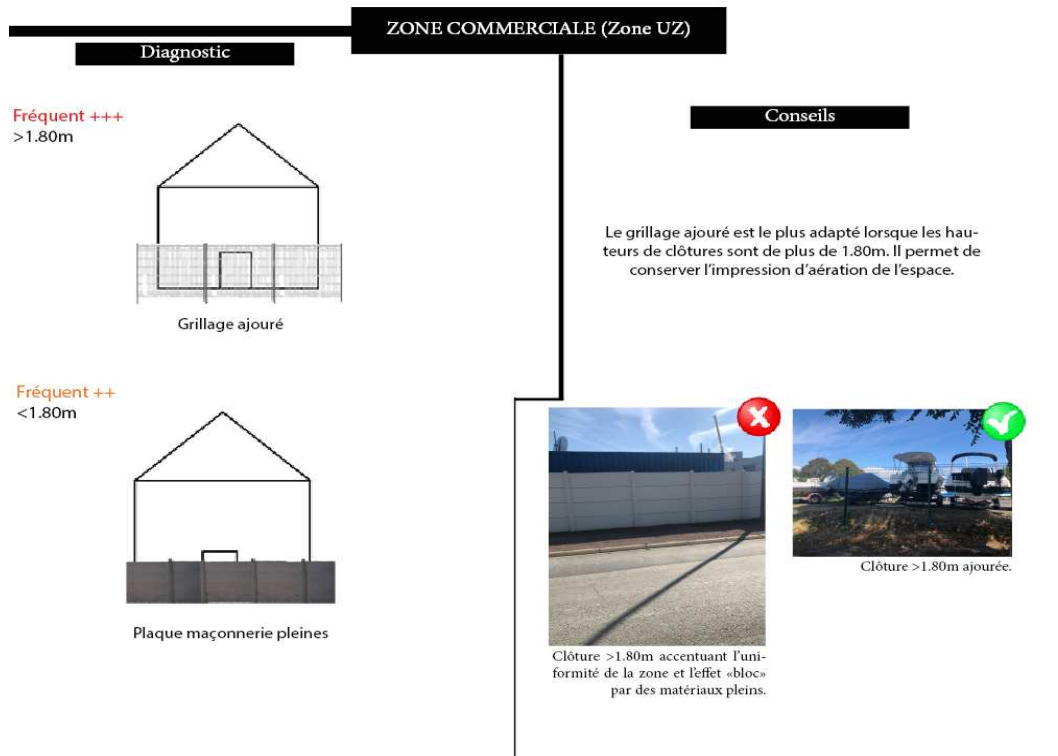 ZONE COMMERCIALE (Zone UZ)
Diagnostic
Fréquent +++
>1.80m
Grillage ajouré
Fréquent ++
<1.80m
Plaque maçonnerie pleines
Conseils
Le grillage ajouré est le plus adapté lorsque les hau-
teurs de clôtures sont de plus de 1.80m. Il permet de
conserver l'impression d'aération de l'espace.
Clôture >1.80m accentuant l'uni-
formité de la zone et l'effet «bloc»
par des matériaux pleins.
Clôture >1.80m ajourée.